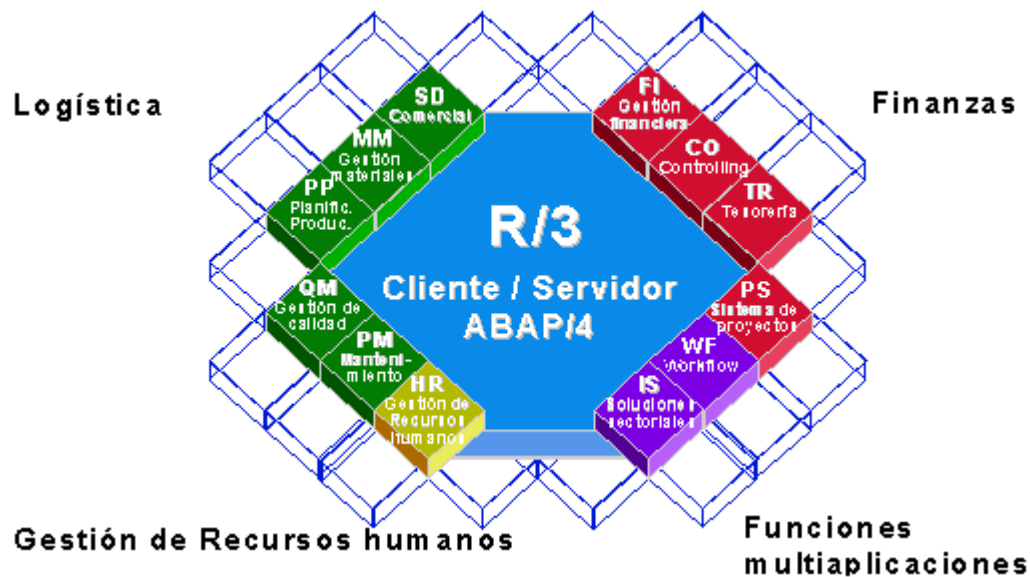 Logística
Finanzas
SD
Comercial
MM
Gestión
materiales
PP
Planific.
Produc.
FI
Gestión
financiera
CO
Controlling
TR
Tesorería
R/3
Cliente / Servidor
ABAP/4
QM
Gestión de
calidad
PM
Manteni-
miento
HR
Gestión de
Recursos
humanos
PS
Sistema de
proyectos
WF
Workflow
IS
Soluciones
sectoriales
Gestión de Recursos humanos
Funciones
multiaplicaciones